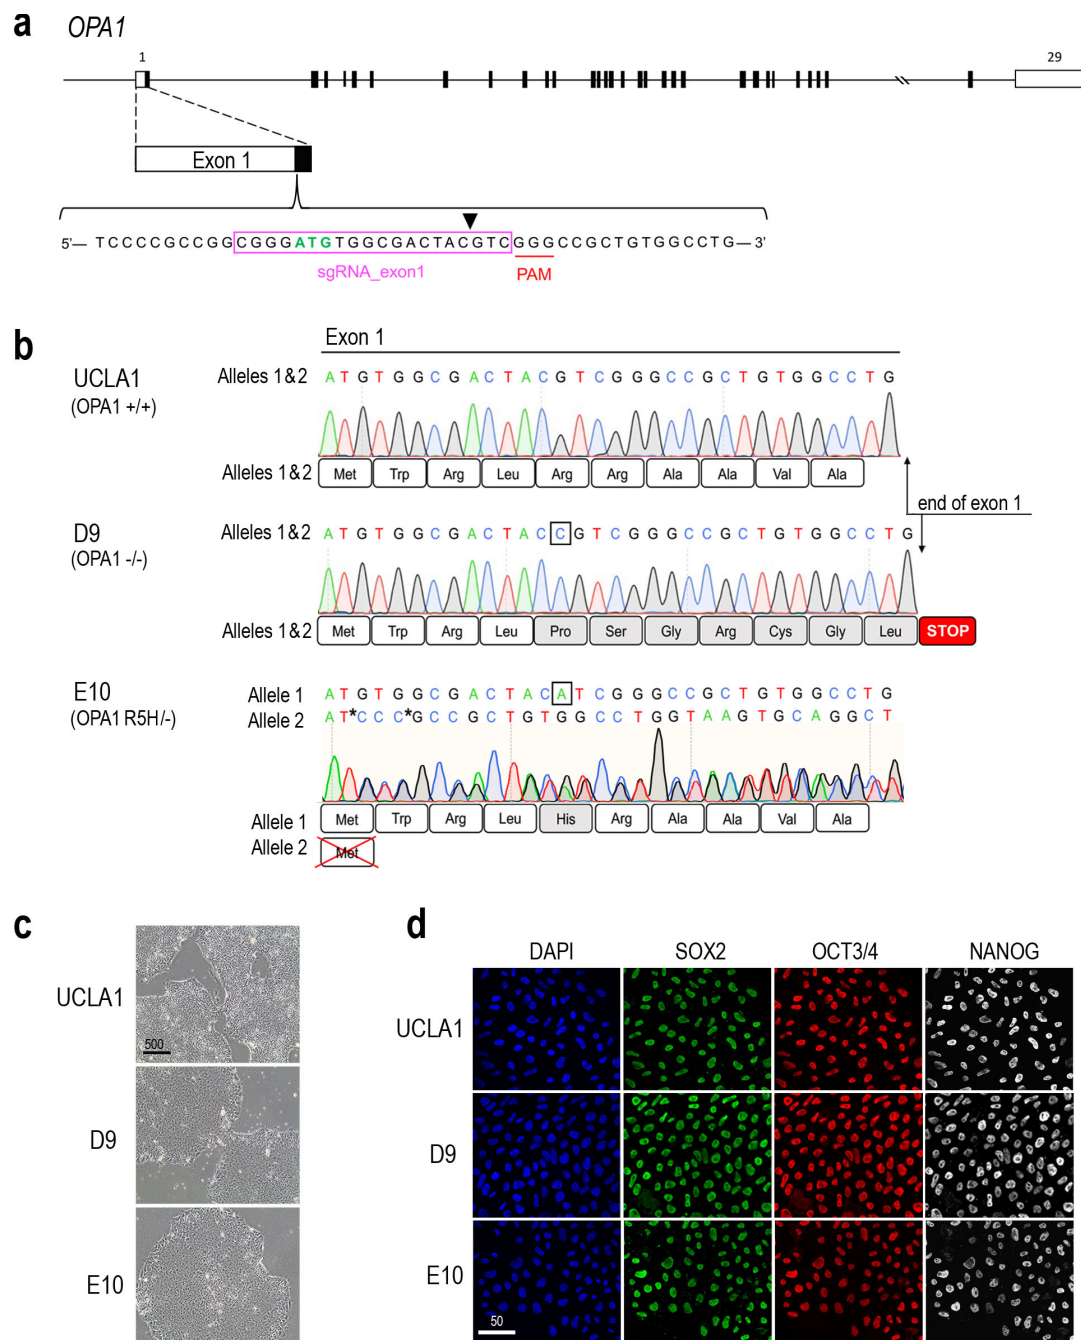 a
OPA1
1
29
Exon 1
5'— TCCCCGCCGGCGGGATGTGGCGACTACGTCGGGCCGCTGTGGCCTG— 3'
sgRNA_exon1
PAM
b
Exon 1
UCLA1
(OPA1 +/+)
Alleles 1&2
ATGTGGCGACTACGTCGGGCCGCTGTGGCCTG
Alleles 1&2
Met Trp Arg Leu Arg Arg Ala Ala Val Ala
end of exon 1
D9
(OPA1 -/-)
Alleles 1&2
ATGTGGCGACTACCGTCGGGCCGCTGTGGCCTG
Alleles 1&2
Met Trp Arg Leu Pro Ser Gly Arg Cys Gly Leu STOP
E10
(OPA1 R5H/-)
Allele 1
ATGTGGCGACTACATCGGGCCGCTGTGGCCTG
Allele 2
AT*CCC*GCCGCTGTGGCCTGGTAAGTGCAGGCT
Allele 1
Met Trp Arg Leu His Arg Ala Ala Val Ala
Allele 2
Met
c
UCLA1
500
D9
E10
d
DAPI SOX2 OCT3/4 NANOG
UCLA1
D9
E10
50